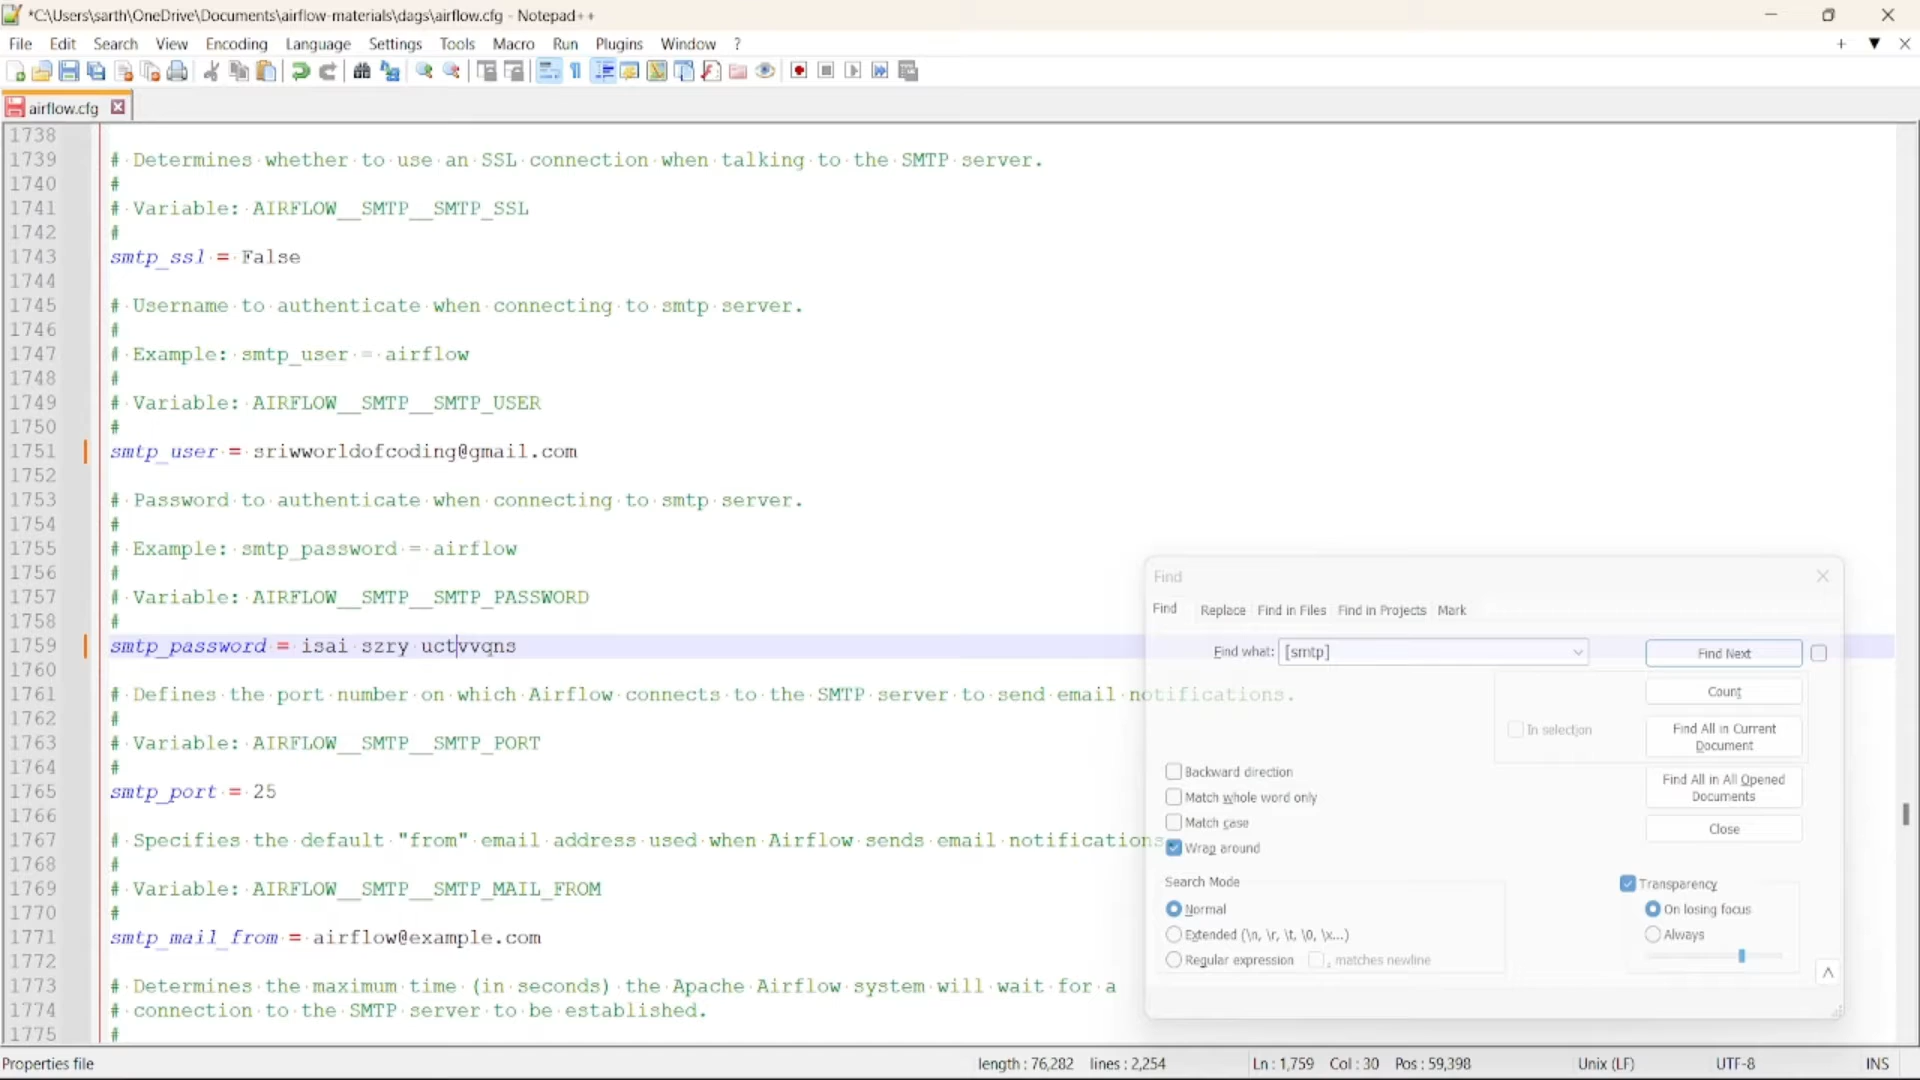 *C:\Users\sarth\OneDrive\Documents\airflow-materials\dags\airflow.cfg - Notepad++
File Edit Search View Encoding Language Settings Tools Macro Run Plugins Window ?
airflow.cfg
1738
1739 # Determines whether to use an SSL connection when talking to the SMTP server.
1740 #
1741 # Variable: AIRFLOW__SMTP__SMTP_SSL
1742 #
1743 smtp_ssl = False
1744
1745 # Username to authenticate when connecting to smtp server.
1746 #
1747 # Example: smtp_user = airflow
1748 #
1749 # Variable: AIRFLOW__SMTP__SMTP_USER
1750 #
1751 smtp_user = sriwworldofcoding@gmail.com
1752
1753 # Password to authenticate when connecting to smtp server.
1754 #
1755 # Example: smtp_password = airflow
1756 #
1757 # Variable: AIRFLOW__SMTP__SMTP_PASSWORD
1758 #
1759 smtp_password = isai szry uctvvqns
1760
1761 # Defines the port number on which Airflow connects to the SMTP server to send email notifications.
1762 #
1763 # Variable: AIRFLOW__SMTP__SMTP_PORT
1764 #
1765 smtp_port = 25
1766
1767 # Specifies the default "from" email address used when Airflow sends email notifications
1768 #
1769 # Variable: AIRFLOW__SMTP__SMTP_MAIL_FROM
1770 #
1771 smtp_mail_from = airflow@example.com
1772
1773 # Determines the maximum time (in seconds) the Apache Airflow system will wait for a
1774 # connection to the SMTP server to be established.
1775 #
Find
Find Replace Find in Files Find in Projects Mark
Find what: [smtp] Find Next
Count
In selection
Find All in Current
Document
Find All in All Opened
Documents
Close
Backward direction
Match whole word only
Match case
Wrap around
Search Mode
Normal
Extended (\n, \r, \t, \0, \x...)
Regular expression . matches newline
Transparency
On losing focus
Always
Properties file length : 76,282 lines : 2,254 Ln : 1,759 Col : 30 Pos : 59,398 Unix (LF) UTF-8 INS